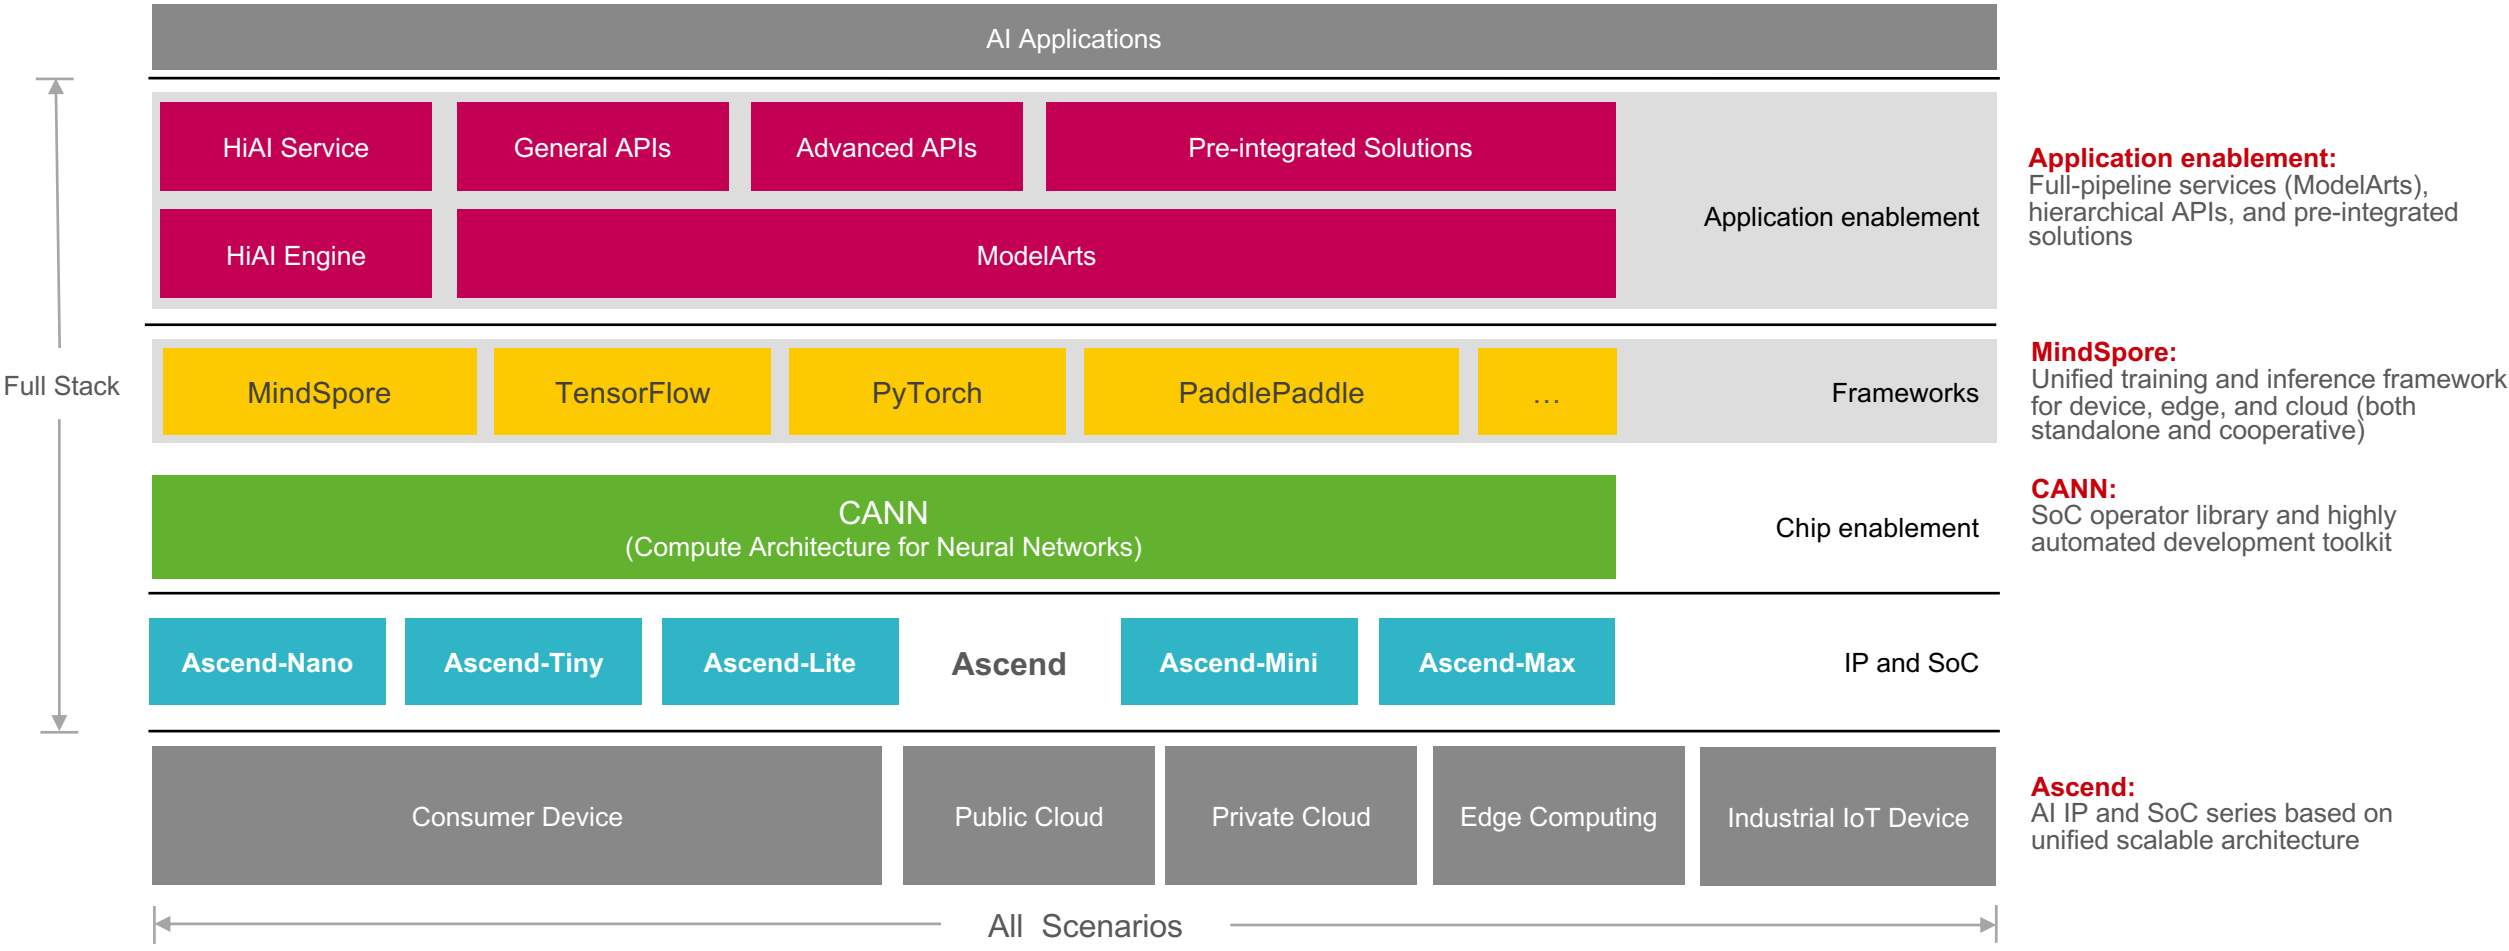 AI Applications
HiAI Service
General APIs
Advanced APIs
Pre-integrated Solutions
HiAI Engine
ModelArts
Application enablement
Application enablement:
Full-pipeline services (ModelArts),
hierarchical APIs, and pre-integrated
solutions
Full Stack
MindSpore
TensorFlow
PyTorch
PaddlePaddle
...
Frameworks
MindSpore:
Unified training and inference framework
for device, edge, and cloud (both
standalone and cooperative)
CANN
(Compute Architecture for Neural Networks)
Chip enablement
CANN:
SoC operator library and highly
automated development toolkit
Ascend-Nano
Ascend-Tiny
Ascend-Lite
Ascend
Ascend-Mini
Ascend-Max
IP and SoC
Consumer Device
Public Cloud
Private Cloud
Edge Computing
Industrial IoT Device
Ascend:
AI IP and SoC series based on
unified scalable architecture
All Scenarios